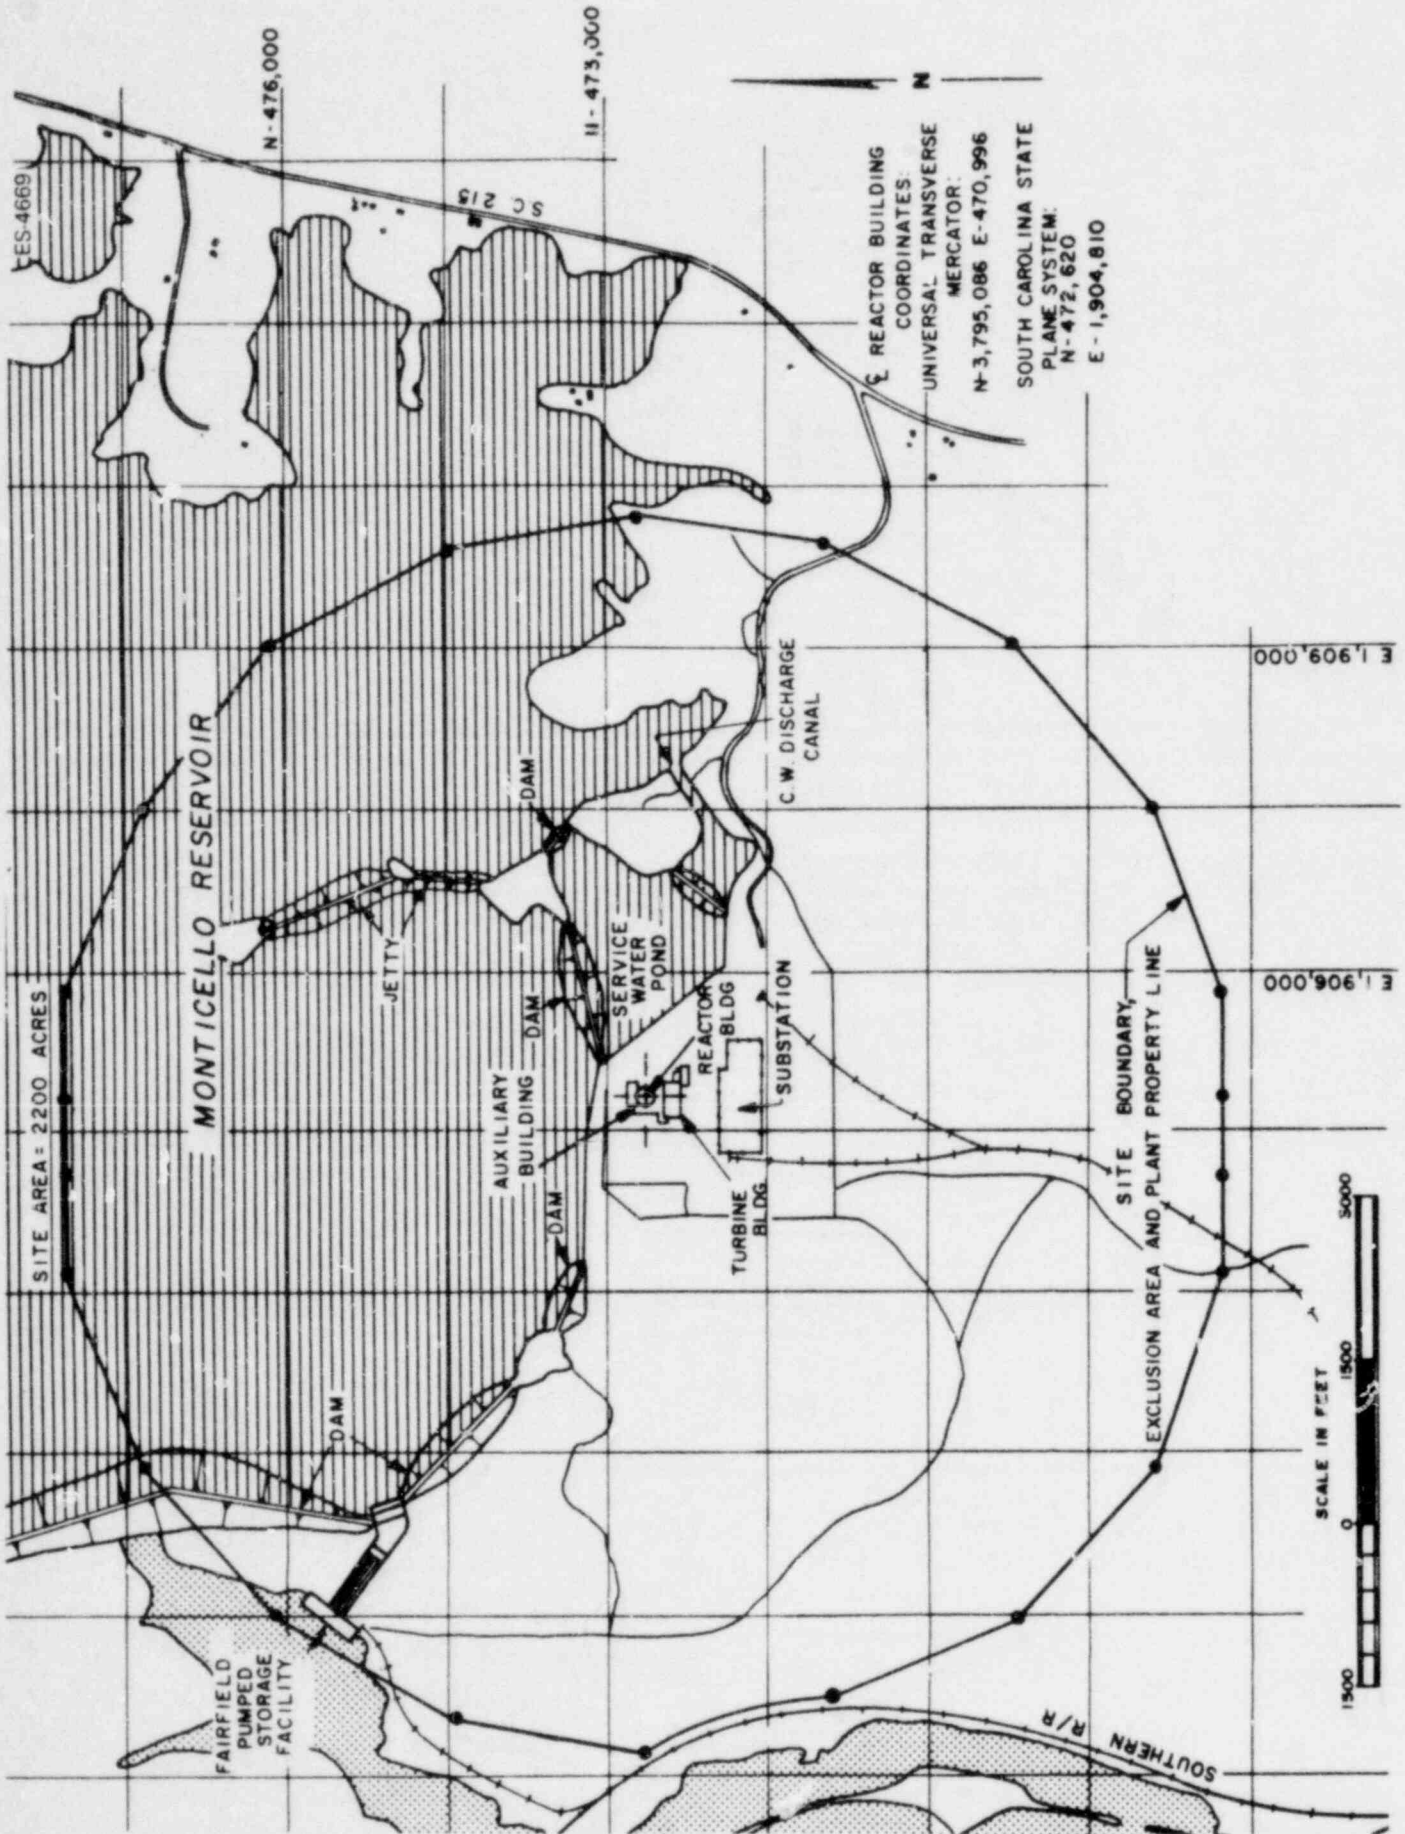 CES-4669
SITE AREA = 2200 ACRES
MONTICELLO RESERVOIR
N-476,000
N-473,000
S.C. 215
JETTY
DAM
DAM
DAM
DAM
SERVICE
WATER
POND
AUXILIARY
BUILDING
REACTOR
BLDG
SUBSTATION
TURBINE
BLDG
C.W. DISCHARGE
CANAL
FAIRFIELD
PUMPED
STORAGE
FACILITY
SOUTHERN R/R
N
℄ REACTOR BUILDING
COORDINATES:
UNIVERSAL TRANSVERSE
MERCATOR:
N-3,795,086 E-470,996
SOUTH CAROLINA STATE
PLANE SYSTEM:
N-472,620
E-1,904,810
SITE BOUNDARY,
EXCLUSION AREA AND PLANT PROPERTY LINE
E 1,909,000
E 1,906,000
SCALE IN FEET
1500 0 1500 3000